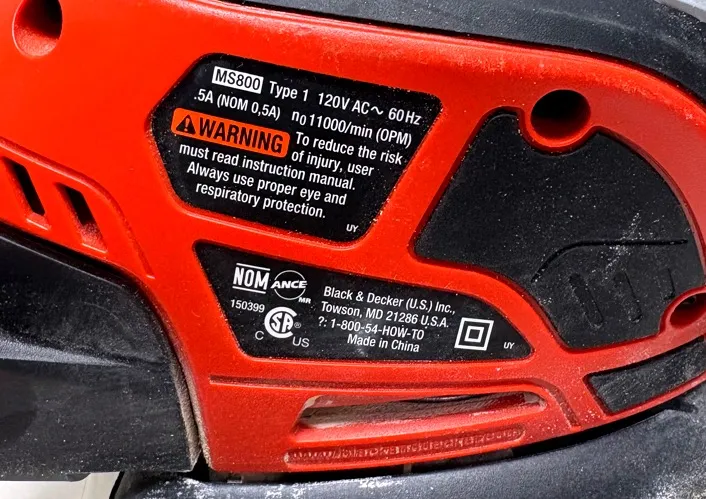 MS800 Type 1 120V AC~ 60Hz
.5A (NOM 0,5A) n₀11000/min (OPM)
⚠WARNING To reduce the risk
of injury, user
must read instruction manual.
Always use proper eye and
respiratory protection.
UY
NOM ANCE MR
Black & Decker (U.S.) Inc.,
Towson, MD 21286 U.S.A.
?: 1-800-54-HOW-TO
Made in China
150399
C SA US
UY